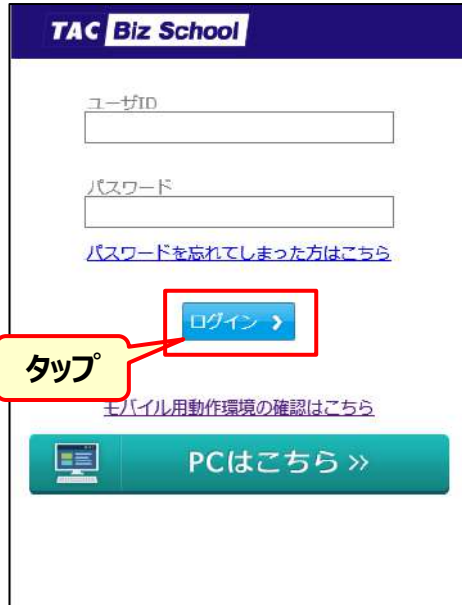 TAC Biz School
ユーザID
パスワード
パスワードを忘れてしまった方はこちら
ログイン
タップ
モバイル用動作環境の確認はこちら
PCはこちら